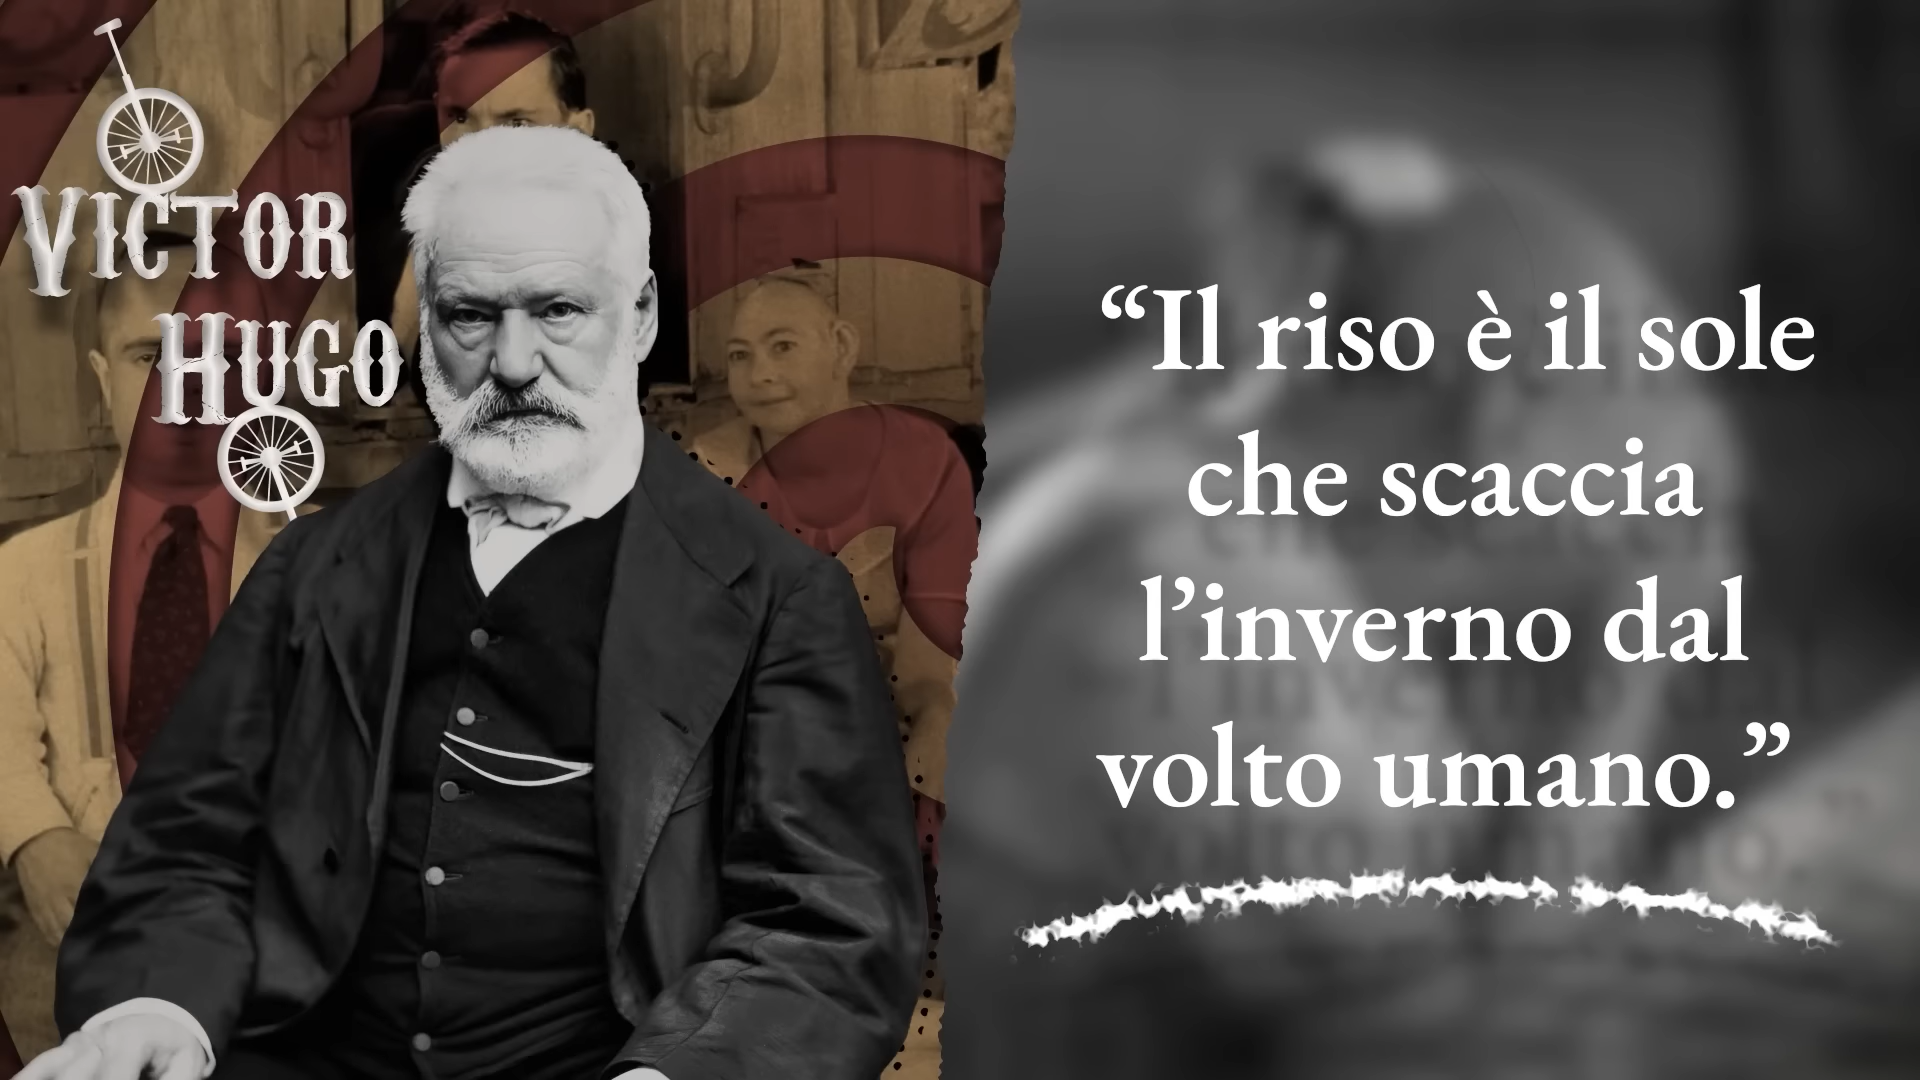 VICTOR
HUGO
“Il riso è il sole
che scaccia
l’inverno dal
volto umano.”